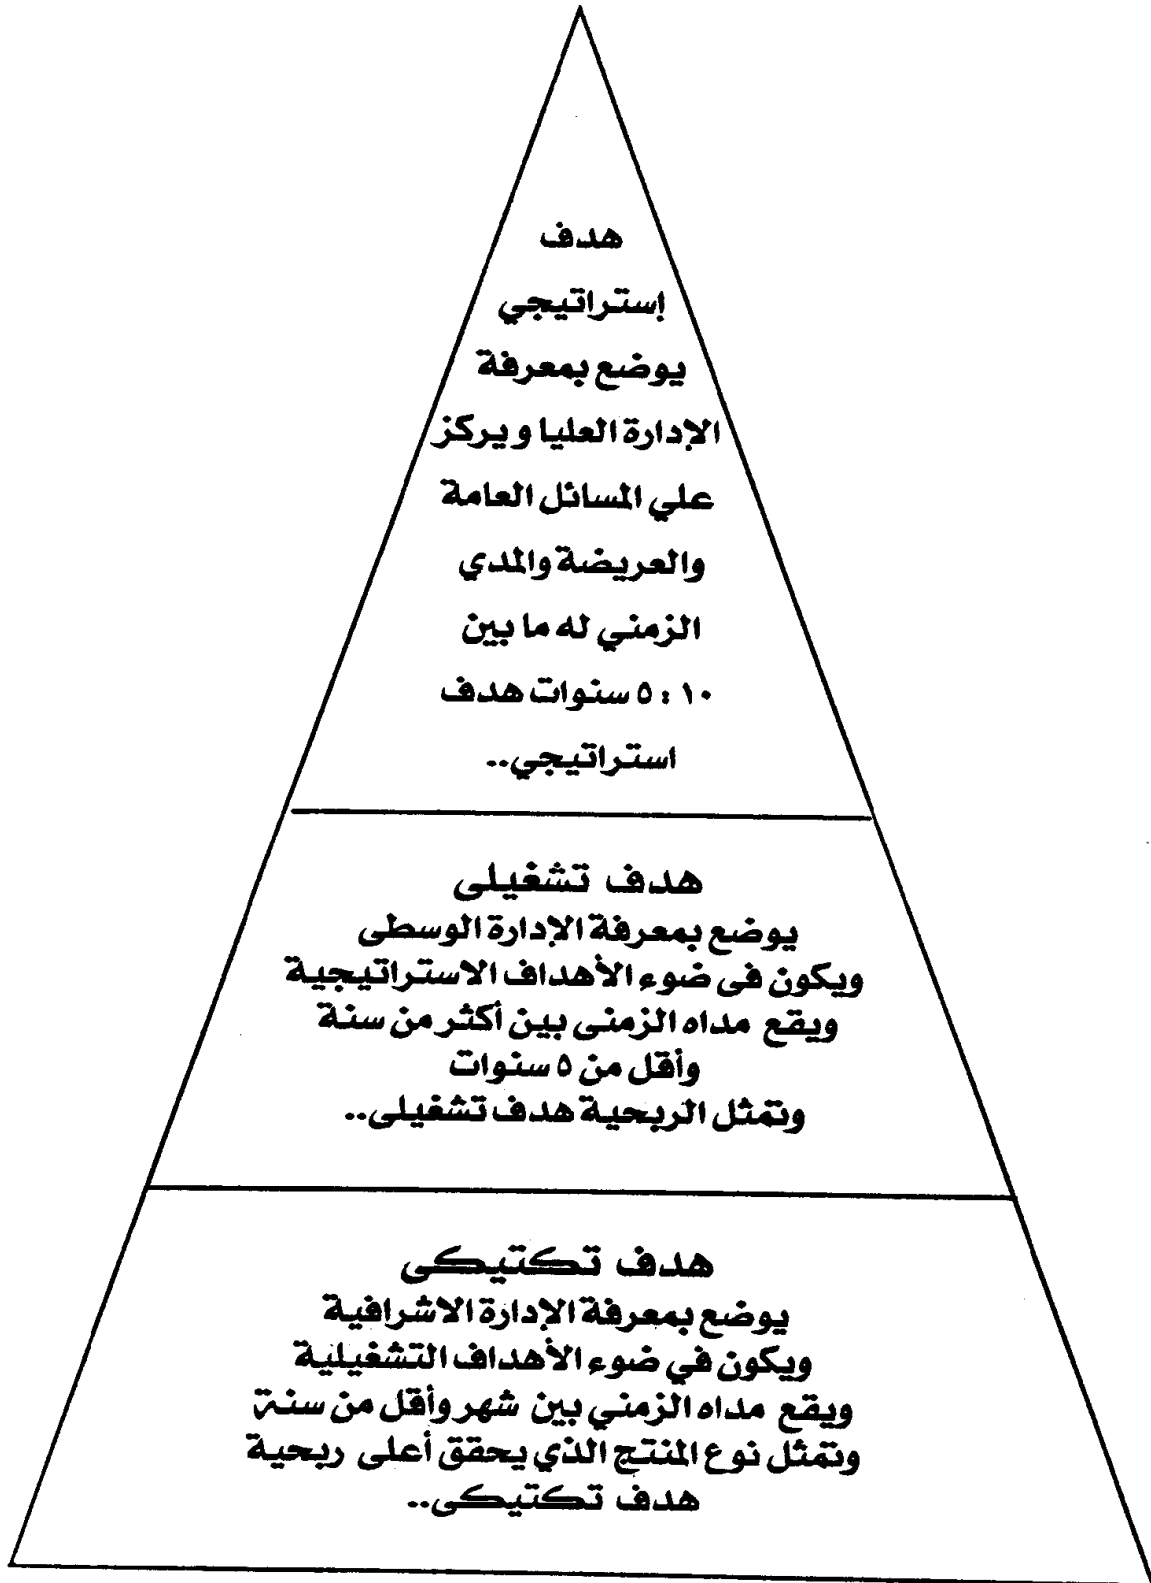 هدف
إستراتيجي
يوضع بمعرفة
الإدارة العليا ويركز
علي المسائل العامة
والعريضة والمدي
الزمني له ما بين
١٠ : ٥ سنوات هدف
استراتيجي..
هدف تشغيلى
يوضع بمعرفة الإدارة الوسطى
ويكون فى ضوء الأهداف الاستراتيجية
ويقع مداه الزمنى بين أكثر من سنة
وأقل من ٥ سنوات
وتمثل الربحية هدف تشغيلى..
هدف تكتيكى
يوضع بمعرفة الإدارة الاشرافية
ويكون في ضوء الأهداف التشغيلية
ويقع مداه الزمني بين شهر وأقل من سنة
وتمثل نوع المنتج الذي يحقق أعلى ربحية
هدف تكتيكى..